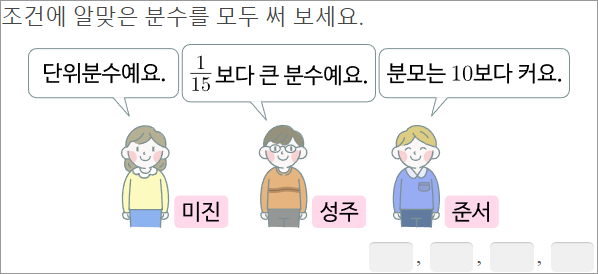 조건에 알맞은 분수를 모두 써 보세요.
단위분수예요.
1/15 보다 큰 분수예요.
분모는 10보다 커요.
미진
성주
준서
, , ,